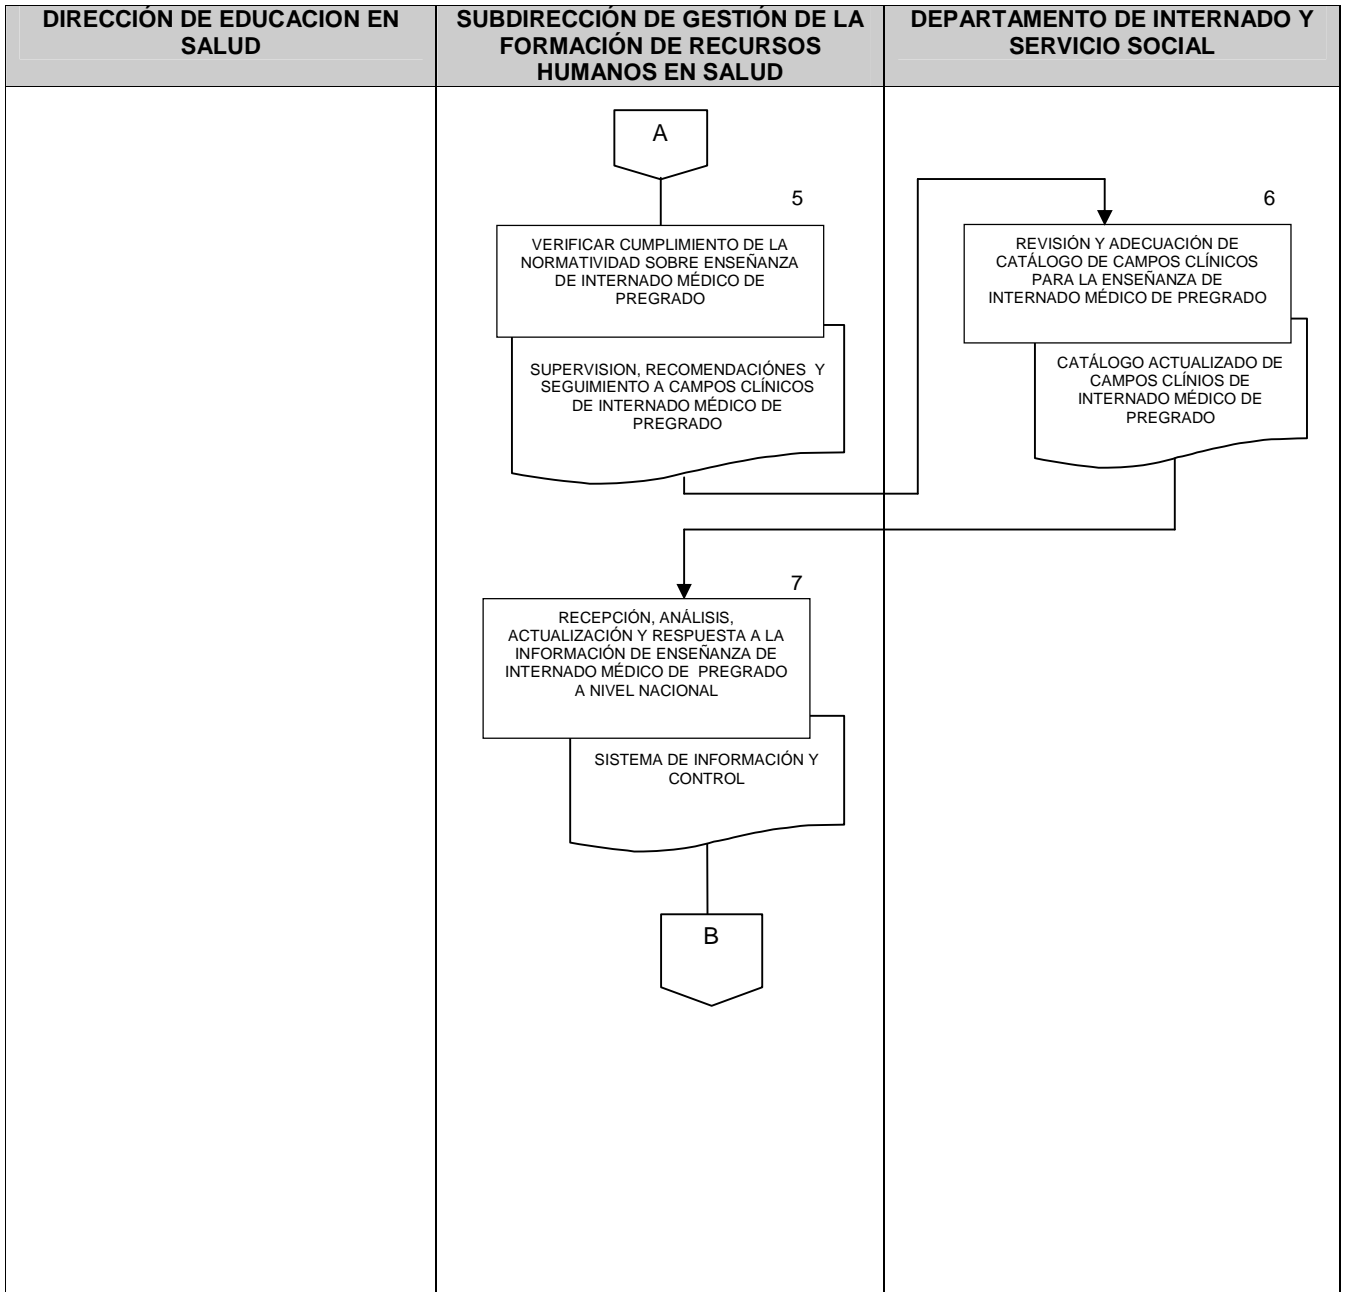 DIRECCIÓN DE EDUCACION EN
SALUD
SUBDIRECCIÓN DE GESTIÓN DE LA
FORMACIÓN DE RECURSOS
HUMANOS EN SALUD
DEPARTAMENTO DE INTERNADO Y
SERVICIO SOCIAL
A
5
VERIFICAR CUMPLIMIENTO DE LA
NORMATIVIDAD SOBRE ENSEÑANZA
DE INTERNADO MÉDICO DE
PREGRADO
SUPERVISION, RECOMENDACIÓNES Y
SEGUIMIENTO A CAMPOS CLÍNICOS
DE INTERNADO MÉDICO DE
PREGRADO
6
REVISIÓN Y ADECUACIÓN DE
CATÁLOGO DE CAMPOS CLÍNICOS
PARA LA ENSEÑANZA DE
INTERNADO MÉDICO DE PREGRADO
CATÁLOGO ACTUALIZADO DE
CAMPOS CLÍNIOS DE
INTERNADO MÉDICO DE
PREGRADO
7
RECEPCIÓN, ANÁLISIS,
ACTUALIZACIÓN Y RESPUESTA A LA
INFORMACIÓN DE ENSEÑANZA DE
INTERNADO MÉDICO DE PREGRADO
A NIVEL NACIONAL
SISTEMA DE INFORMACIÓN Y
CONTROL
B